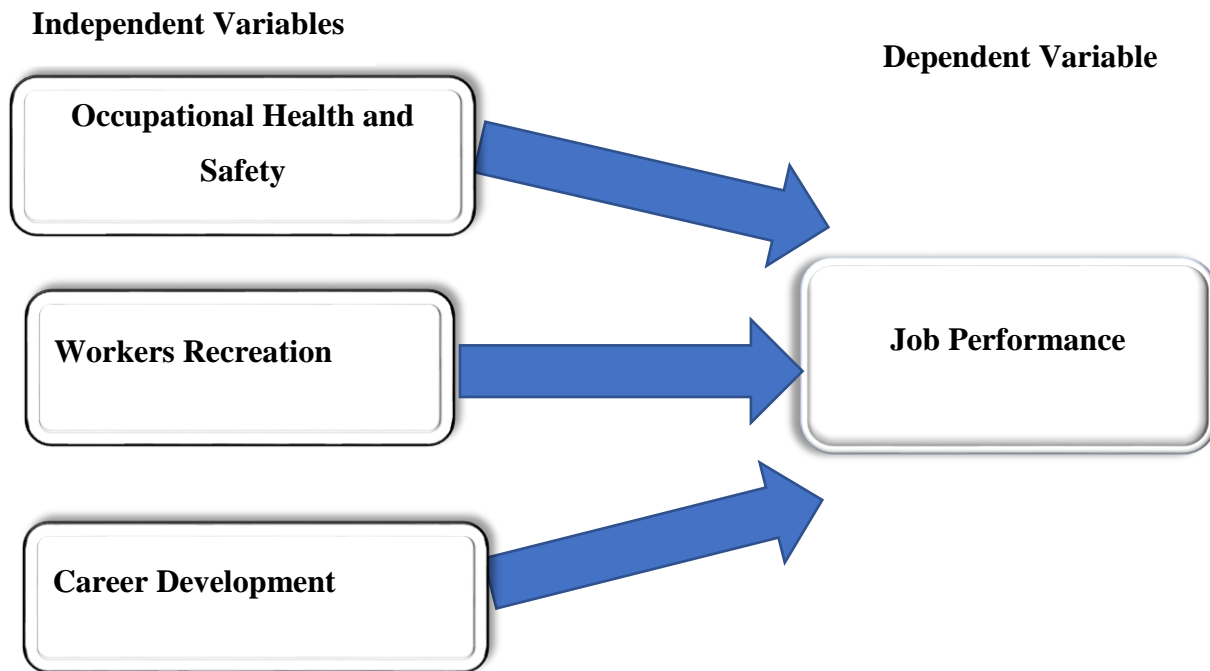 Independent Variables
Dependent Variable
Occupational Health and
Safety
Workers Recreation
Job Performance
Career Development